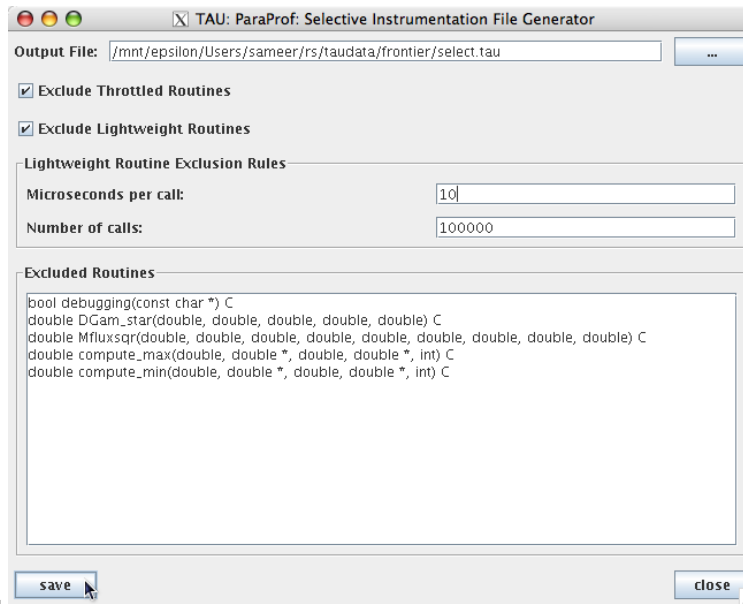 TAU: ParaProf: Selective Instrumentation File Generator
Output File: /mnt/epsilon/Users/sameer/rs/taudata/frontier/select.tau ...
Exclude Throttled Routines
Exclude Lightweight Routines
Lightweight Routine Exclusion Rules
Microseconds per call: 10
Number of calls: 100000
Excluded Routines
bool debugging(const char *) C
double DGam_star(double, double, double, double, double) C
double Mfluxsqr(double, double, double, double, double, double, double, double, double) C
double compute_max(double, double *, double, double *, int) C
double compute_min(double, double *, double, double *, int) C
save close